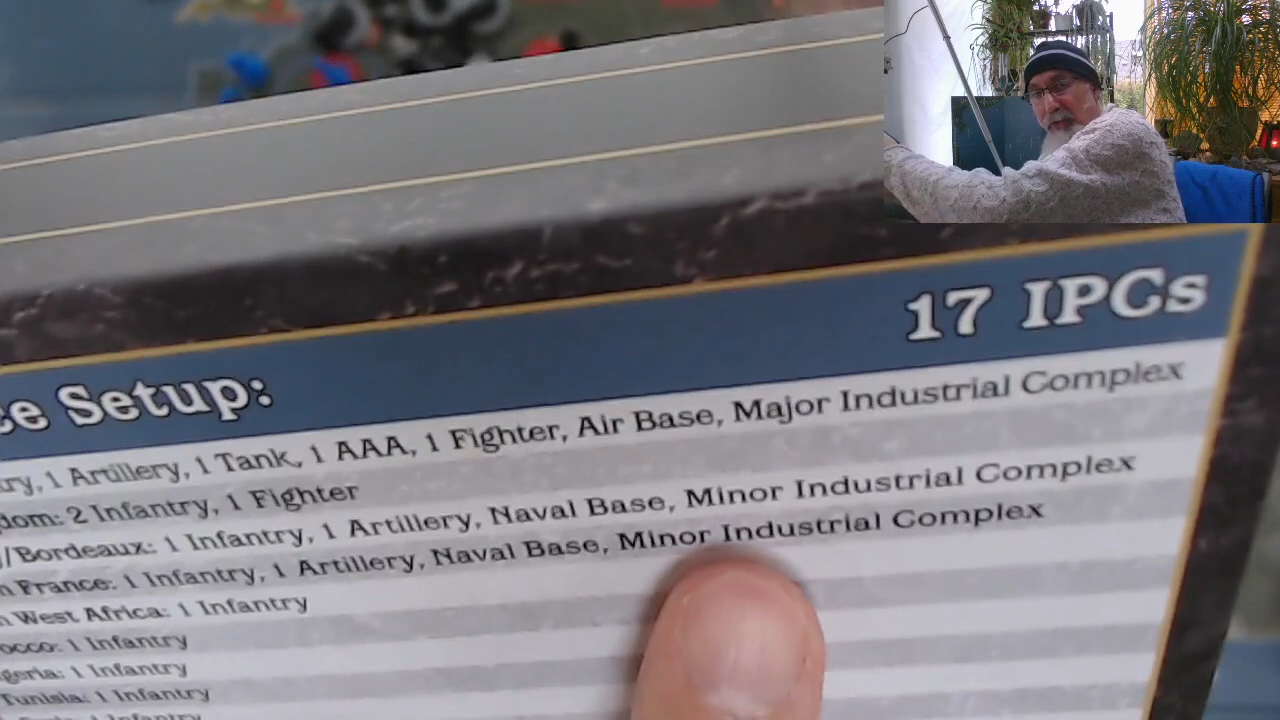 17 IPCs
Setup:
1 Artillery, 1 Tank, 1 AAA, 1 Fighter, Air Base, Major Industrial Complex
dom: 2 Infantry, 1 Fighter
/Bordeaux: 1 Infantry, 1 Artillery, Naval Base, Minor Industrial Complex
France: 1 Infantry, 1 Artillery, Naval Base, Minor Industrial Complex
West Africa: 1 Infantry
occo: 1 Infantry
geria: 1 Infantry
Tunisia: 1 Infantry